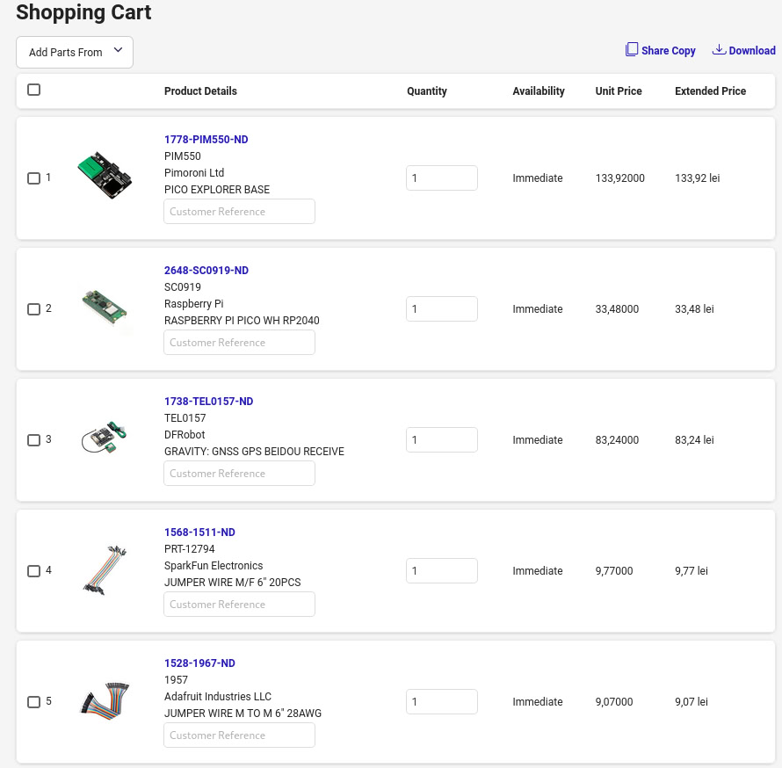 Shopping Cart
Add Parts From
Share Copy Download
Product Details Quantity Availability Unit Price Extended Price
1778-PIM550-ND
PIM550
1 Pimoroni Ltd 1 Immediate 133,92000 133,92 lei
PICO EXPLORER BASE
Customer Reference
2648-SC0919-ND
SC0919
2 Raspberry Pi 1 Immediate 33,48000 33,48 lei
RASPBERRY PI PICO WH RP2040
Customer Reference
1738-TEL0157-ND
TEL0157
3 DFRobot 1 Immediate 83,24000 83,24 lei
GRAVITY: GNSS GPS BEIDOU RECEIVE
Customer Reference
1568-1511-ND
PRT-12794
4 SparkFun Electronics 1 Immediate 9,77000 9,77 lei
JUMPER WIRE M/F 6" 20PCS
Customer Reference
1528-1967-ND
1957
5 Adafruit Industries LLC 1 Immediate 9,07000 9,07 lei
JUMPER WIRE M TO M 6" 28AWG
Customer Reference